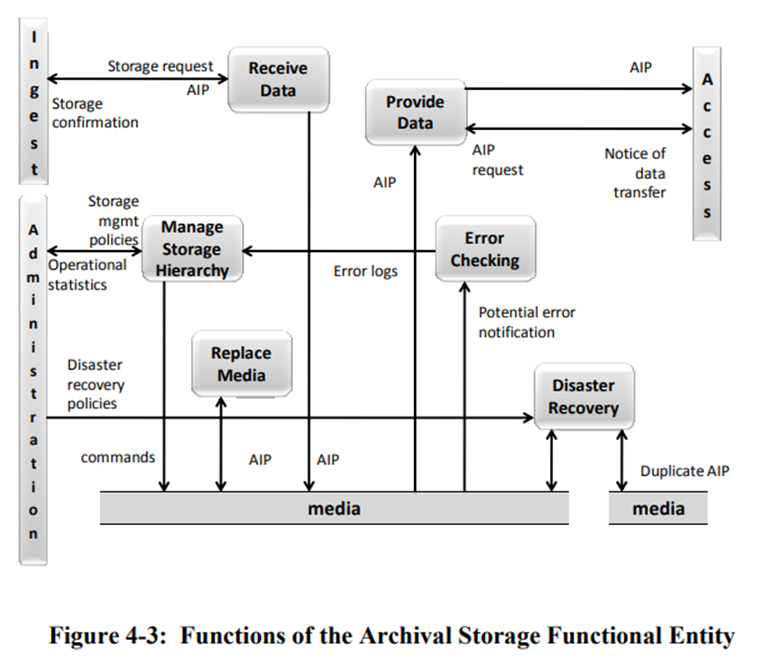 Ingest
Storage request
AIP
Storage
confirmation
Receive
Data
Provide
Data
AIP
AIP
request
Notice of
data
transfer
Access
AIP
Administration
Storage
mgmt
policies
Operational
statistics
Manage
Storage
Hierarchy
Error logs
Error
Checking
Potential error
notification
Replace
Media
Disaster
recovery
policies
Disaster
Recovery
commands
AIP
AIP
Duplicate AIP
media
media
Figure 4-3: Functions of the Archival Storage Functional Entity